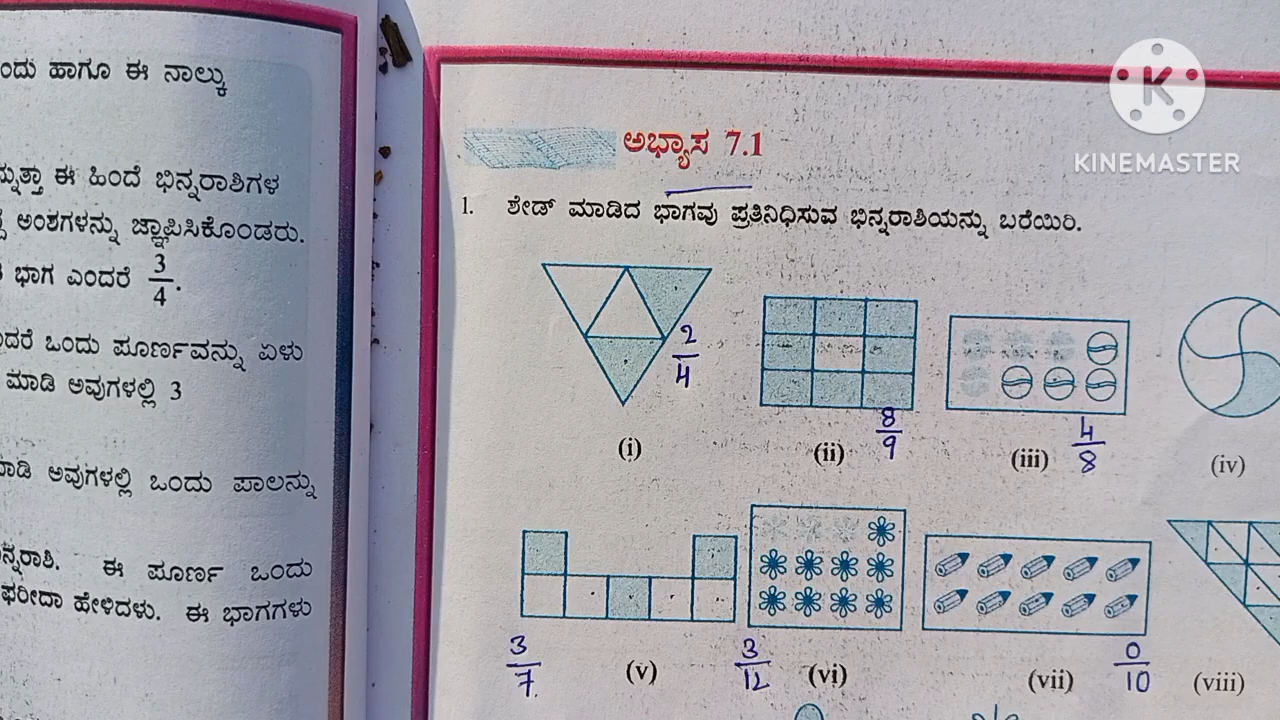 ಂದು ಹಾಗೂ ಈ ನಾಲ್ಕು
ನ್ನುತ್ತಾ ಈ ಹಿಂದೆ ಭಿನ್ನರಾಶಿಗಳ
ಅಂಶಗಳನ್ನು ಜ್ಞಾಪಿಸಿಕೊಂಡರು.
ಭಾಗ ಎಂದರೆ 3/4.
ದರೆ ಒಂದು ಪೂರ್ಣವನ್ನು ಏಳು
ಮಾಡಿ ಅವುಗಳಲ್ಲಿ 3
ಅವುಗಳಲ್ಲಿ ಒಂದು ಪಾಲನ್ನು
ನ್ನರಾಶಿ. ಈ ಪೂರ್ಣ ಒಂದು
ಫರೀದಾ ಹೇಳಿದಳು. ಈ ಭಾಗಗಳು
KINEMASTER
ಅಭ್ಯಾಸ 7.1
1. ಶೇಡ್ ಮಾಡಿದ ಭಾಗವು ಪ್ರತಿನಿಧಿಸುವ ಭಿನ್ನರಾಶಿಯನ್ನು ಬರೆಯಿರಿ.
2/4 8/9 4/8
(i) (ii) (iii) (iv)
3/7. 3/12 0/10
(v) (vi) (vii) (viii)